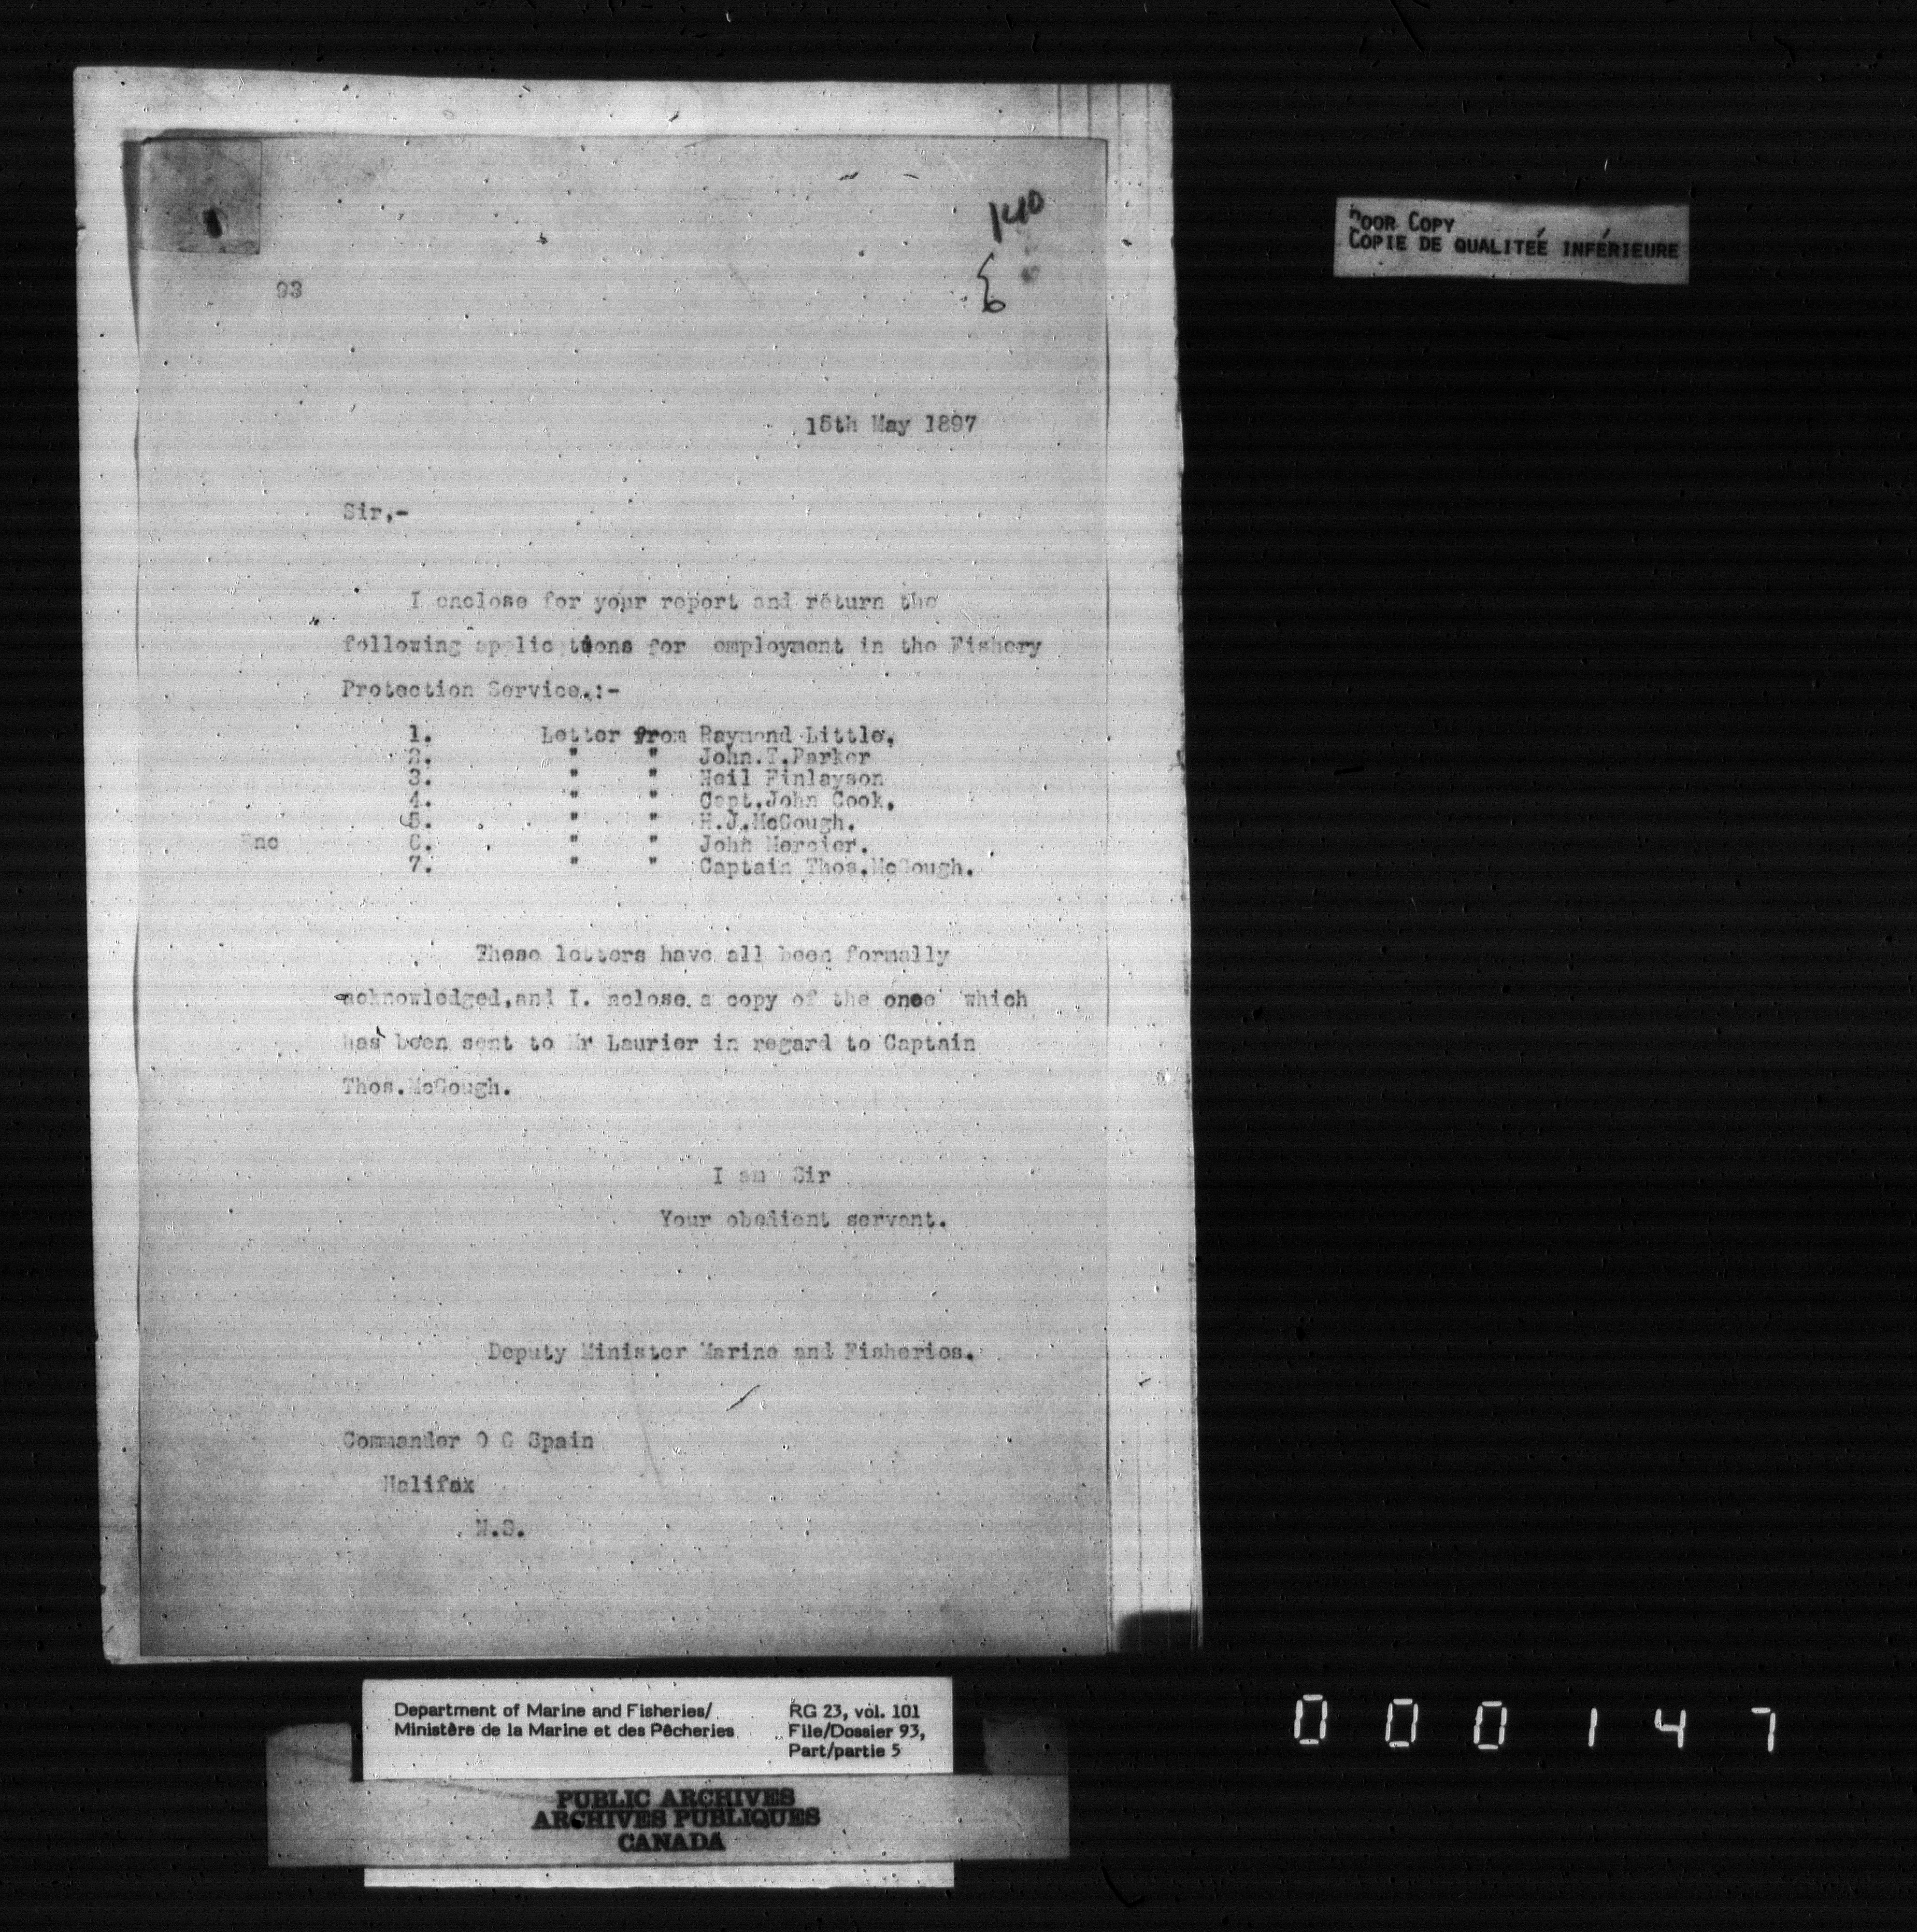 POOR COPY
COPIE DE QUALITEÉ INFÉRIEURE
140
93
15th May 1897
Sir,-
I enclose for your report and return the
following applications for employment in the Fishery
Protection Service.:-
1. Letter from Raymond Little.
2. " " John.T.Parker
3. " " Neil Finlayson
4. " " Capt.John Cook.
5. " " H.J.McGough.
Enc 6. " " John Mercier.
7. " " Captain Thos.McGough.
These letters have all been formally
acknowledged,and I. nclose a copy of the onee which
has been sent to Mr Laurier in regard to Captain
Thos.McGough.
I am Sir
Your obedient servant.
Deputy Minister Marine and Fisheries.
Commander O G Spain
Halifax
N.S.
Department of Marine and Fisheries/ RG 23, vol. 101
Ministère de la Marine et des Pêcheries File/Dossier 93,
Part/partie 5
PUBLIC ARCHIVES
ARCHIVES PUBLIQUES
CANADA
000147